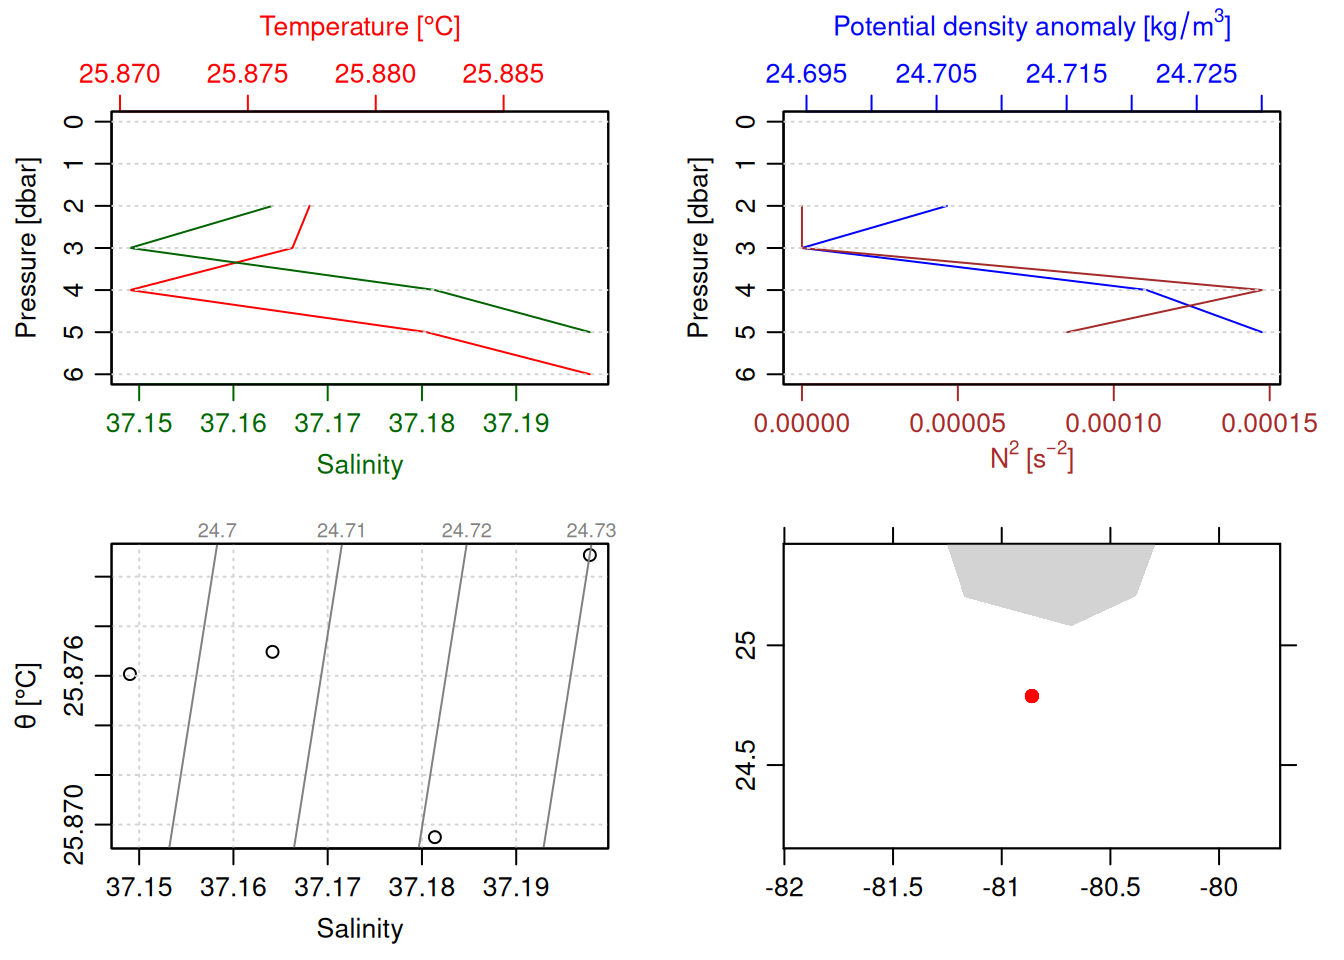 Temperature [°C]
25.870 25.875 25.880 25.885
Pressure [dbar]
0
1
2
3
4
5
6
37.15 37.16 37.17 37.18 37.19
Salinity
Potential density anomaly [kg/m³]
24.695 24.705 24.715 24.725
Pressure [dbar]
0
1
2
3
4
5
6
0.00000 0.00005 0.00010 0.00015
N² [s⁻²]
24.7 24.71 24.72 24.73
θ [°C]
25.876
25.870
37.15 37.16 37.17 37.18 37.19
Salinity
25
24.5
-82 -81.5 -81 -80.5 -80